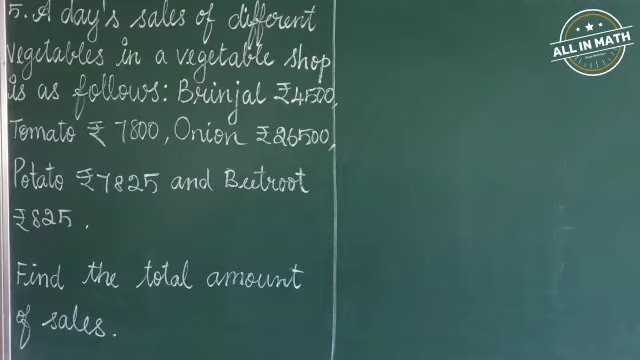 5. A day's sales of different
vegetables in a vegetable shop
is as follows: Brinjal ₹4500,
Tomato ₹ 7800, Onion ₹26500,
Potato ₹7825 and Beetroot
₹825.
Find the total amount
of sales.
ALL IN MATH